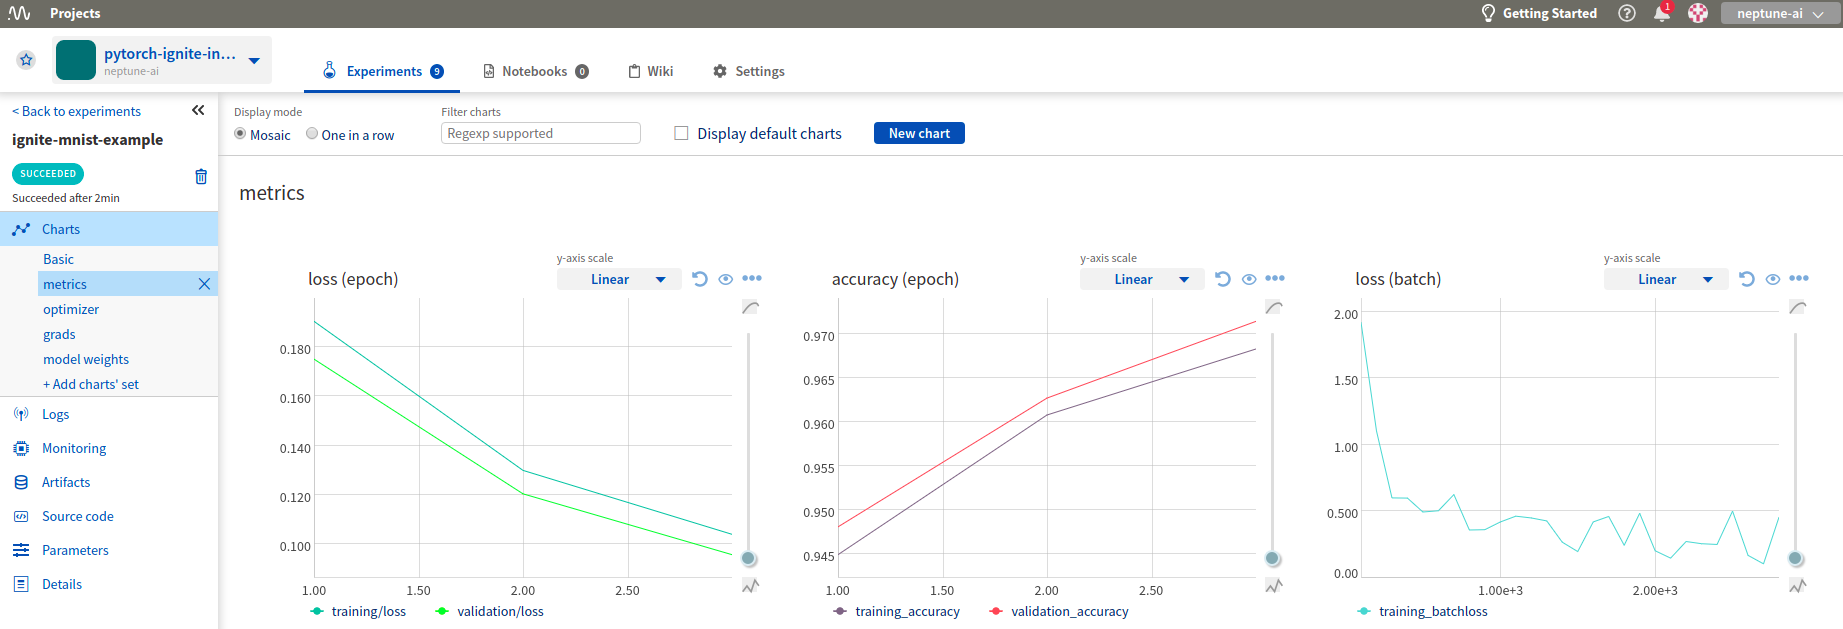 Projects
Getting Started
1
neptune-ai
pytorch-ignite-in...
neptune-ai
Experiments 9
Notebooks 0
Wiki
Settings
< Back to experiments
ignite-mnist-example
SUCCEEDED
Succeeded after 2min
Charts
Basic
metrics
optimizer
grads
model weights
+ Add charts' set
Logs
Monitoring
Artifacts
Source code
Parameters
Details
Display mode
Mosaic
One in a row
Filter charts
Regexp supported
Display default charts
New chart
metrics
loss (epoch)
y-axis scale
Linear
0.180
0.160
0.140
0.120
0.100
1.00 1.50 2.00 2.50
training/loss validation/loss
accuracy (epoch)
y-axis scale
Linear
0.970
0.965
0.960
0.955
0.950
0.945
1.00 1.50 2.00 2.50
training_accuracy validation_accuracy
loss (batch)
y-axis scale
Linear
2.00
1.50
1.00
0.500
0.00
1.00e+3 2.00e+3
training_batchloss